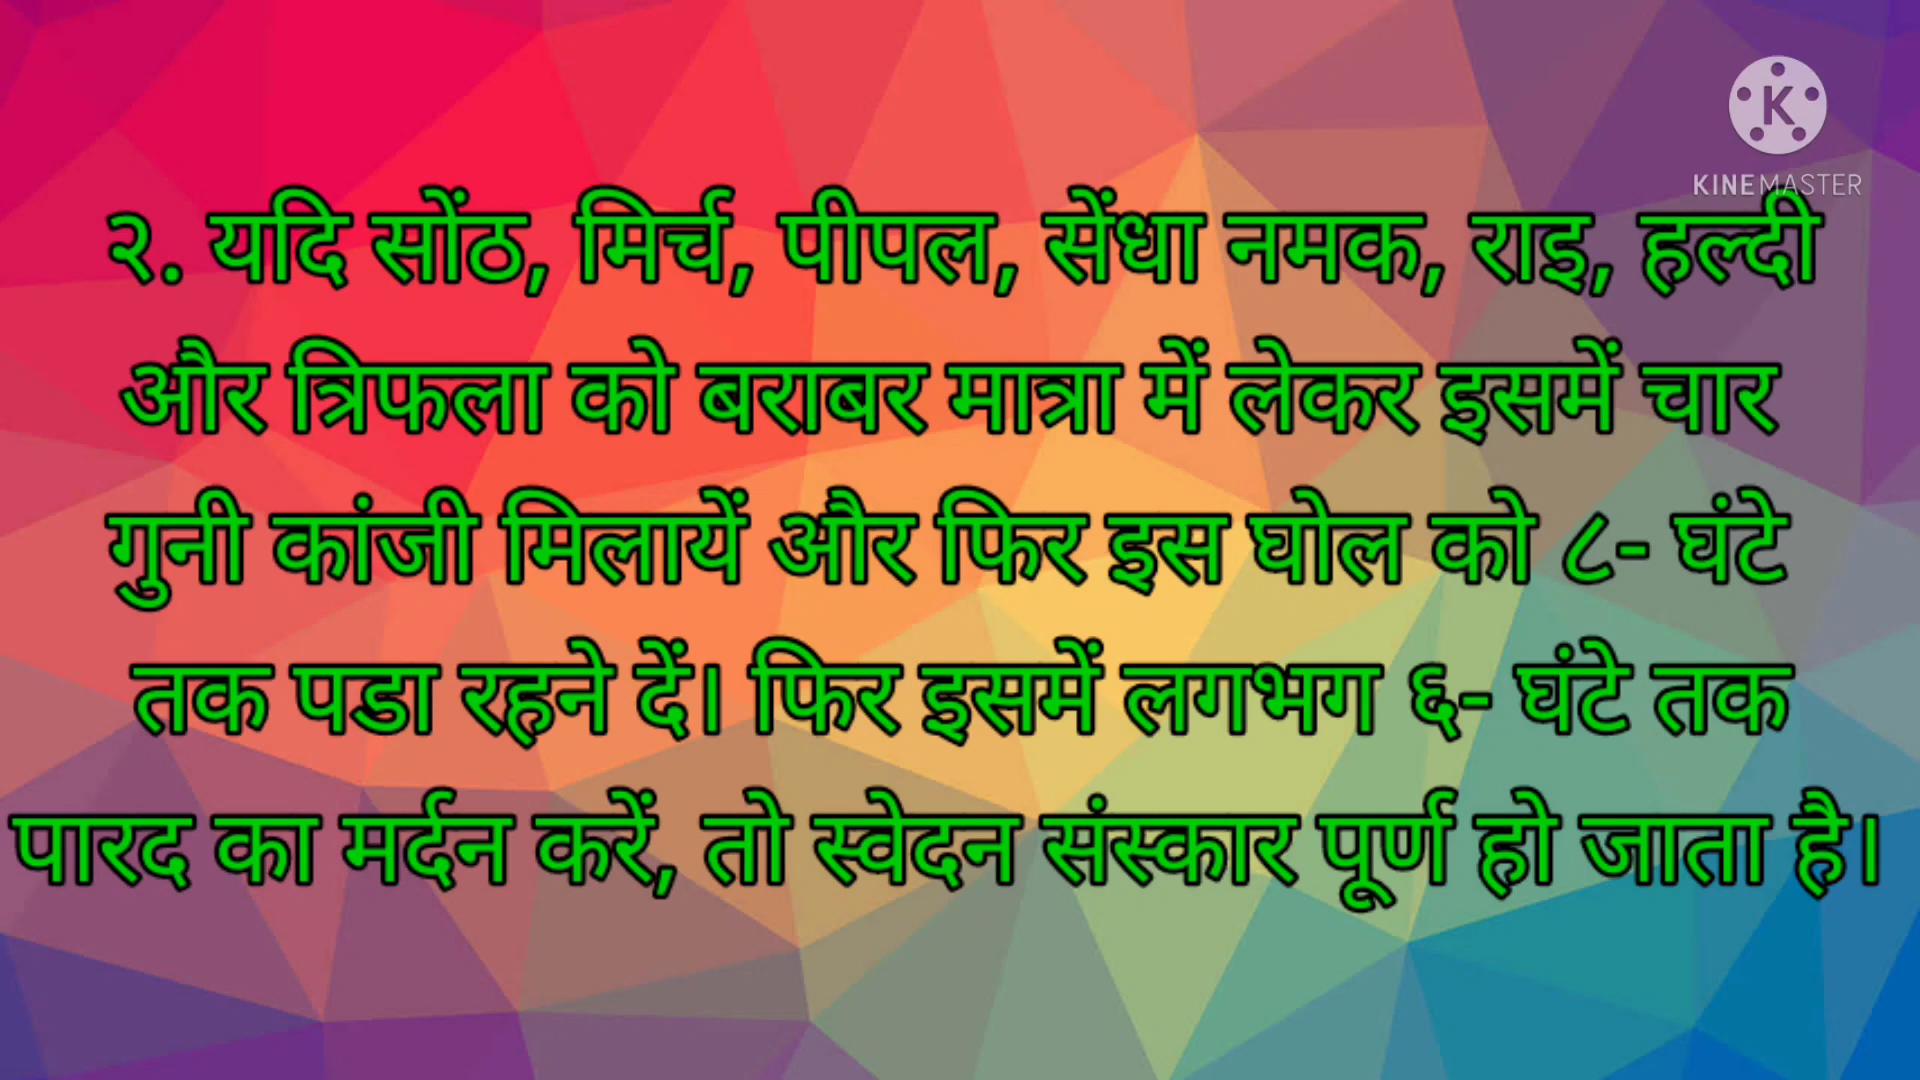 KINEMASTER
२. यदि सोंठ, मिर्च, पीपल, सेंधा नमक, राइ, हल्दी
और त्रिफला को बराबर मात्रा में लेकर इसमें चार
गुनी कांजी मिलायें और फिर इस घोल को ८- घंटे
तक पडा रहने दें। फिर इसमें लगभग ६- घंटे तक
पारद का मर्दन करें, तो स्वेदन संस्कार पूर्ण हो जाता है।